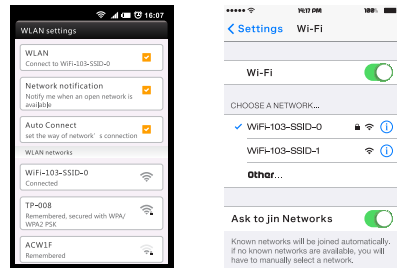 16:07
WLAN settings
WLAN
Connect to WiFi-103-SSID-0
Network notification
Notify me when an open network is
available
Auto Connect
set the way of network's connection
WLAN networks
WiFi-103-SSID-0
Connected
TP-008
Remembered, secured with WPA/
WPA2 PSK
ACW1F
Remembered
14:17 PM 100%
Settings Wi-Fi
Wi-Fi
CHOOSE A NETWORK...
WiFi-103-SSID-0
WiFi-103-SSID-1
Other...
Ask to jin Networks
Known networks will be joined automatically.
if no known networks are available, you will
have to manually select a network.